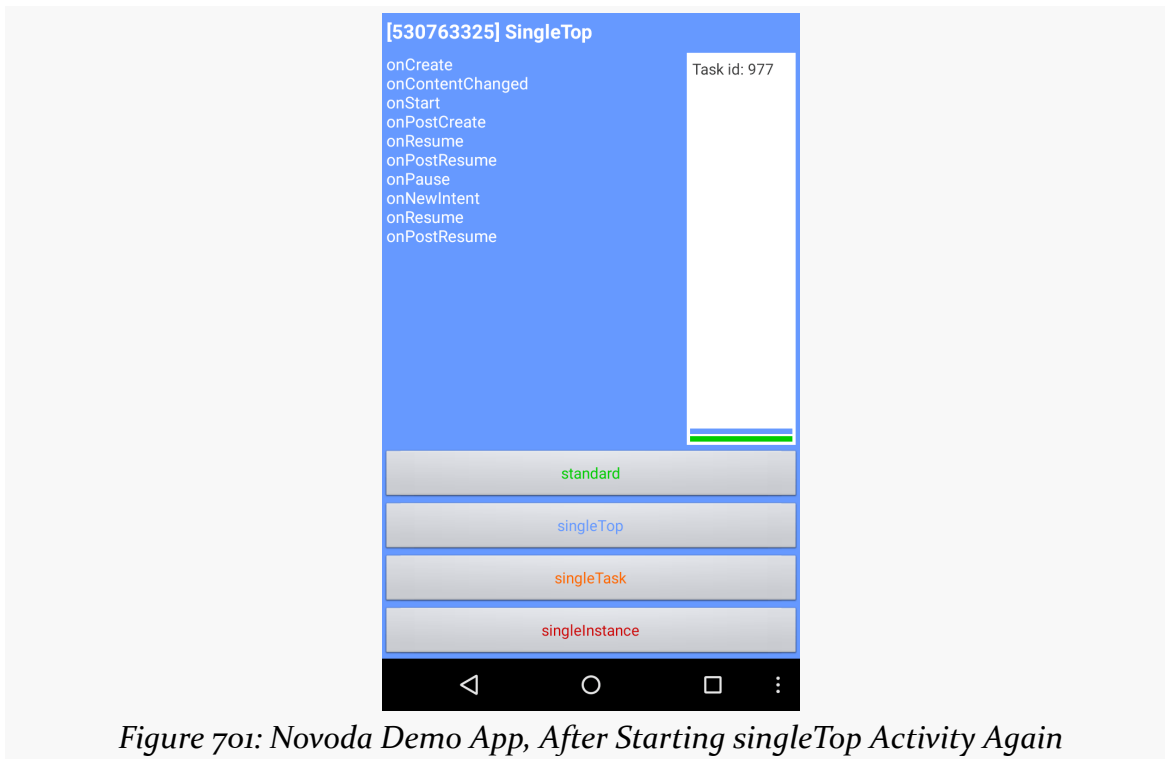 [530763325] SingleTop
onCreate
onContentChanged
onStart
onPostCreate
onResume
onPostResume
onPause
onNewIntent
onResume
onPostResume
Task id: 977
standard
singleTop
singleTask
singleInstance
Figure 701: Novoda Demo App, After Starting singleTop Activity Again